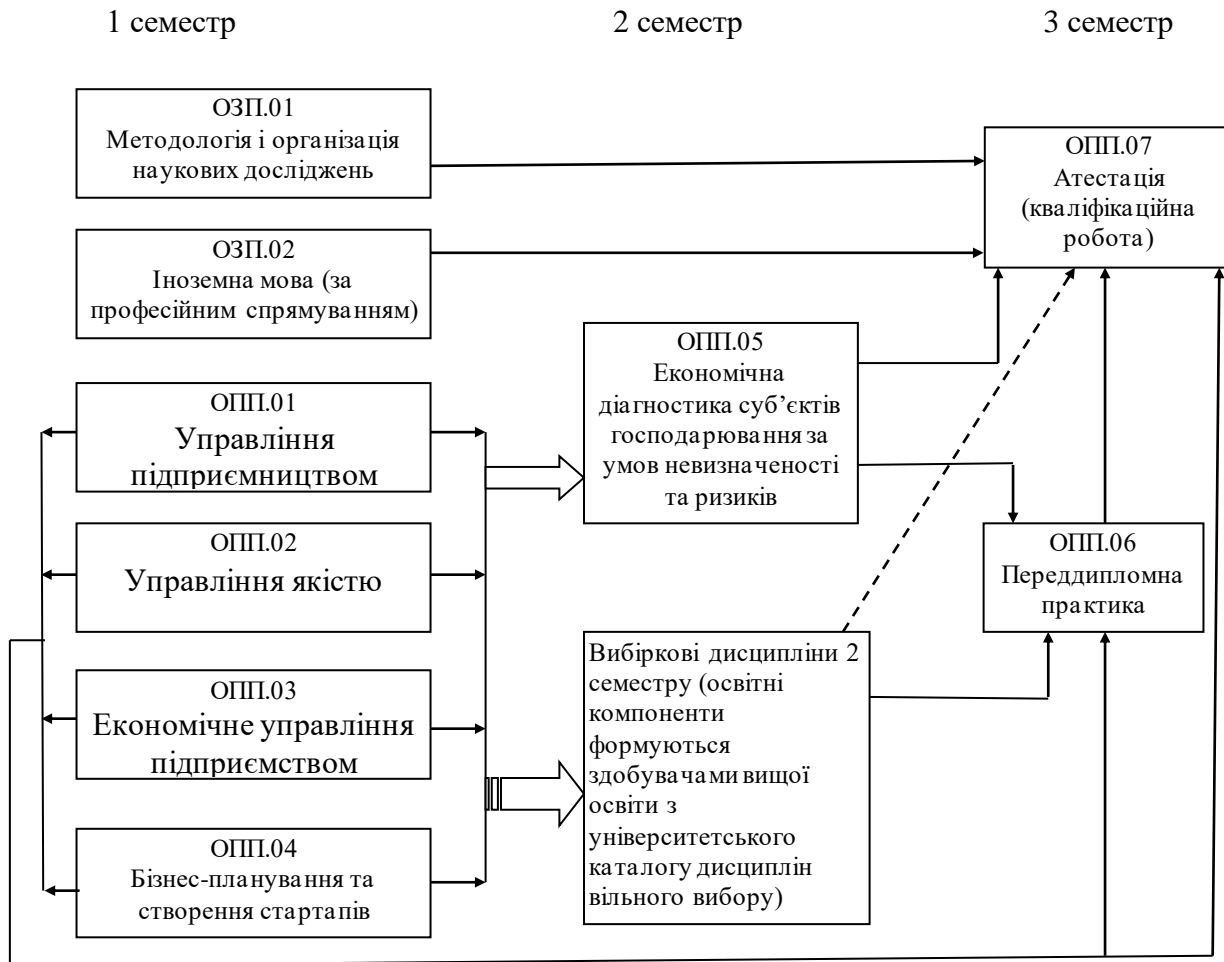 1 семестр
2 семестр
3 семестр
ОЗП.01
Методологія і організація
наукових досліджень
ОЗП.02
Іноземна мова (за
професійним спрямуванням)
ОПП.01
Управління
підприємництвом
ОПП.02
Управління якістю
ОПП.03
Економічне управління
підприємством
ОПП.04
Бізнес-планування та
створення стартапів
ОПП.05
Економічна
діагностика суб’єктів
господарювання за
умов невизначеності
та ризиків
Вибіркові дисципліни 2
семестру (освітні
компоненти
формуються
здобувачами вищої
освіти з
університетського
каталогу дисциплін
вільного вибору)
ОПП.07
Атестація
(кваліфікаційна
робота)
ОПП.06
Переддипломна
практика